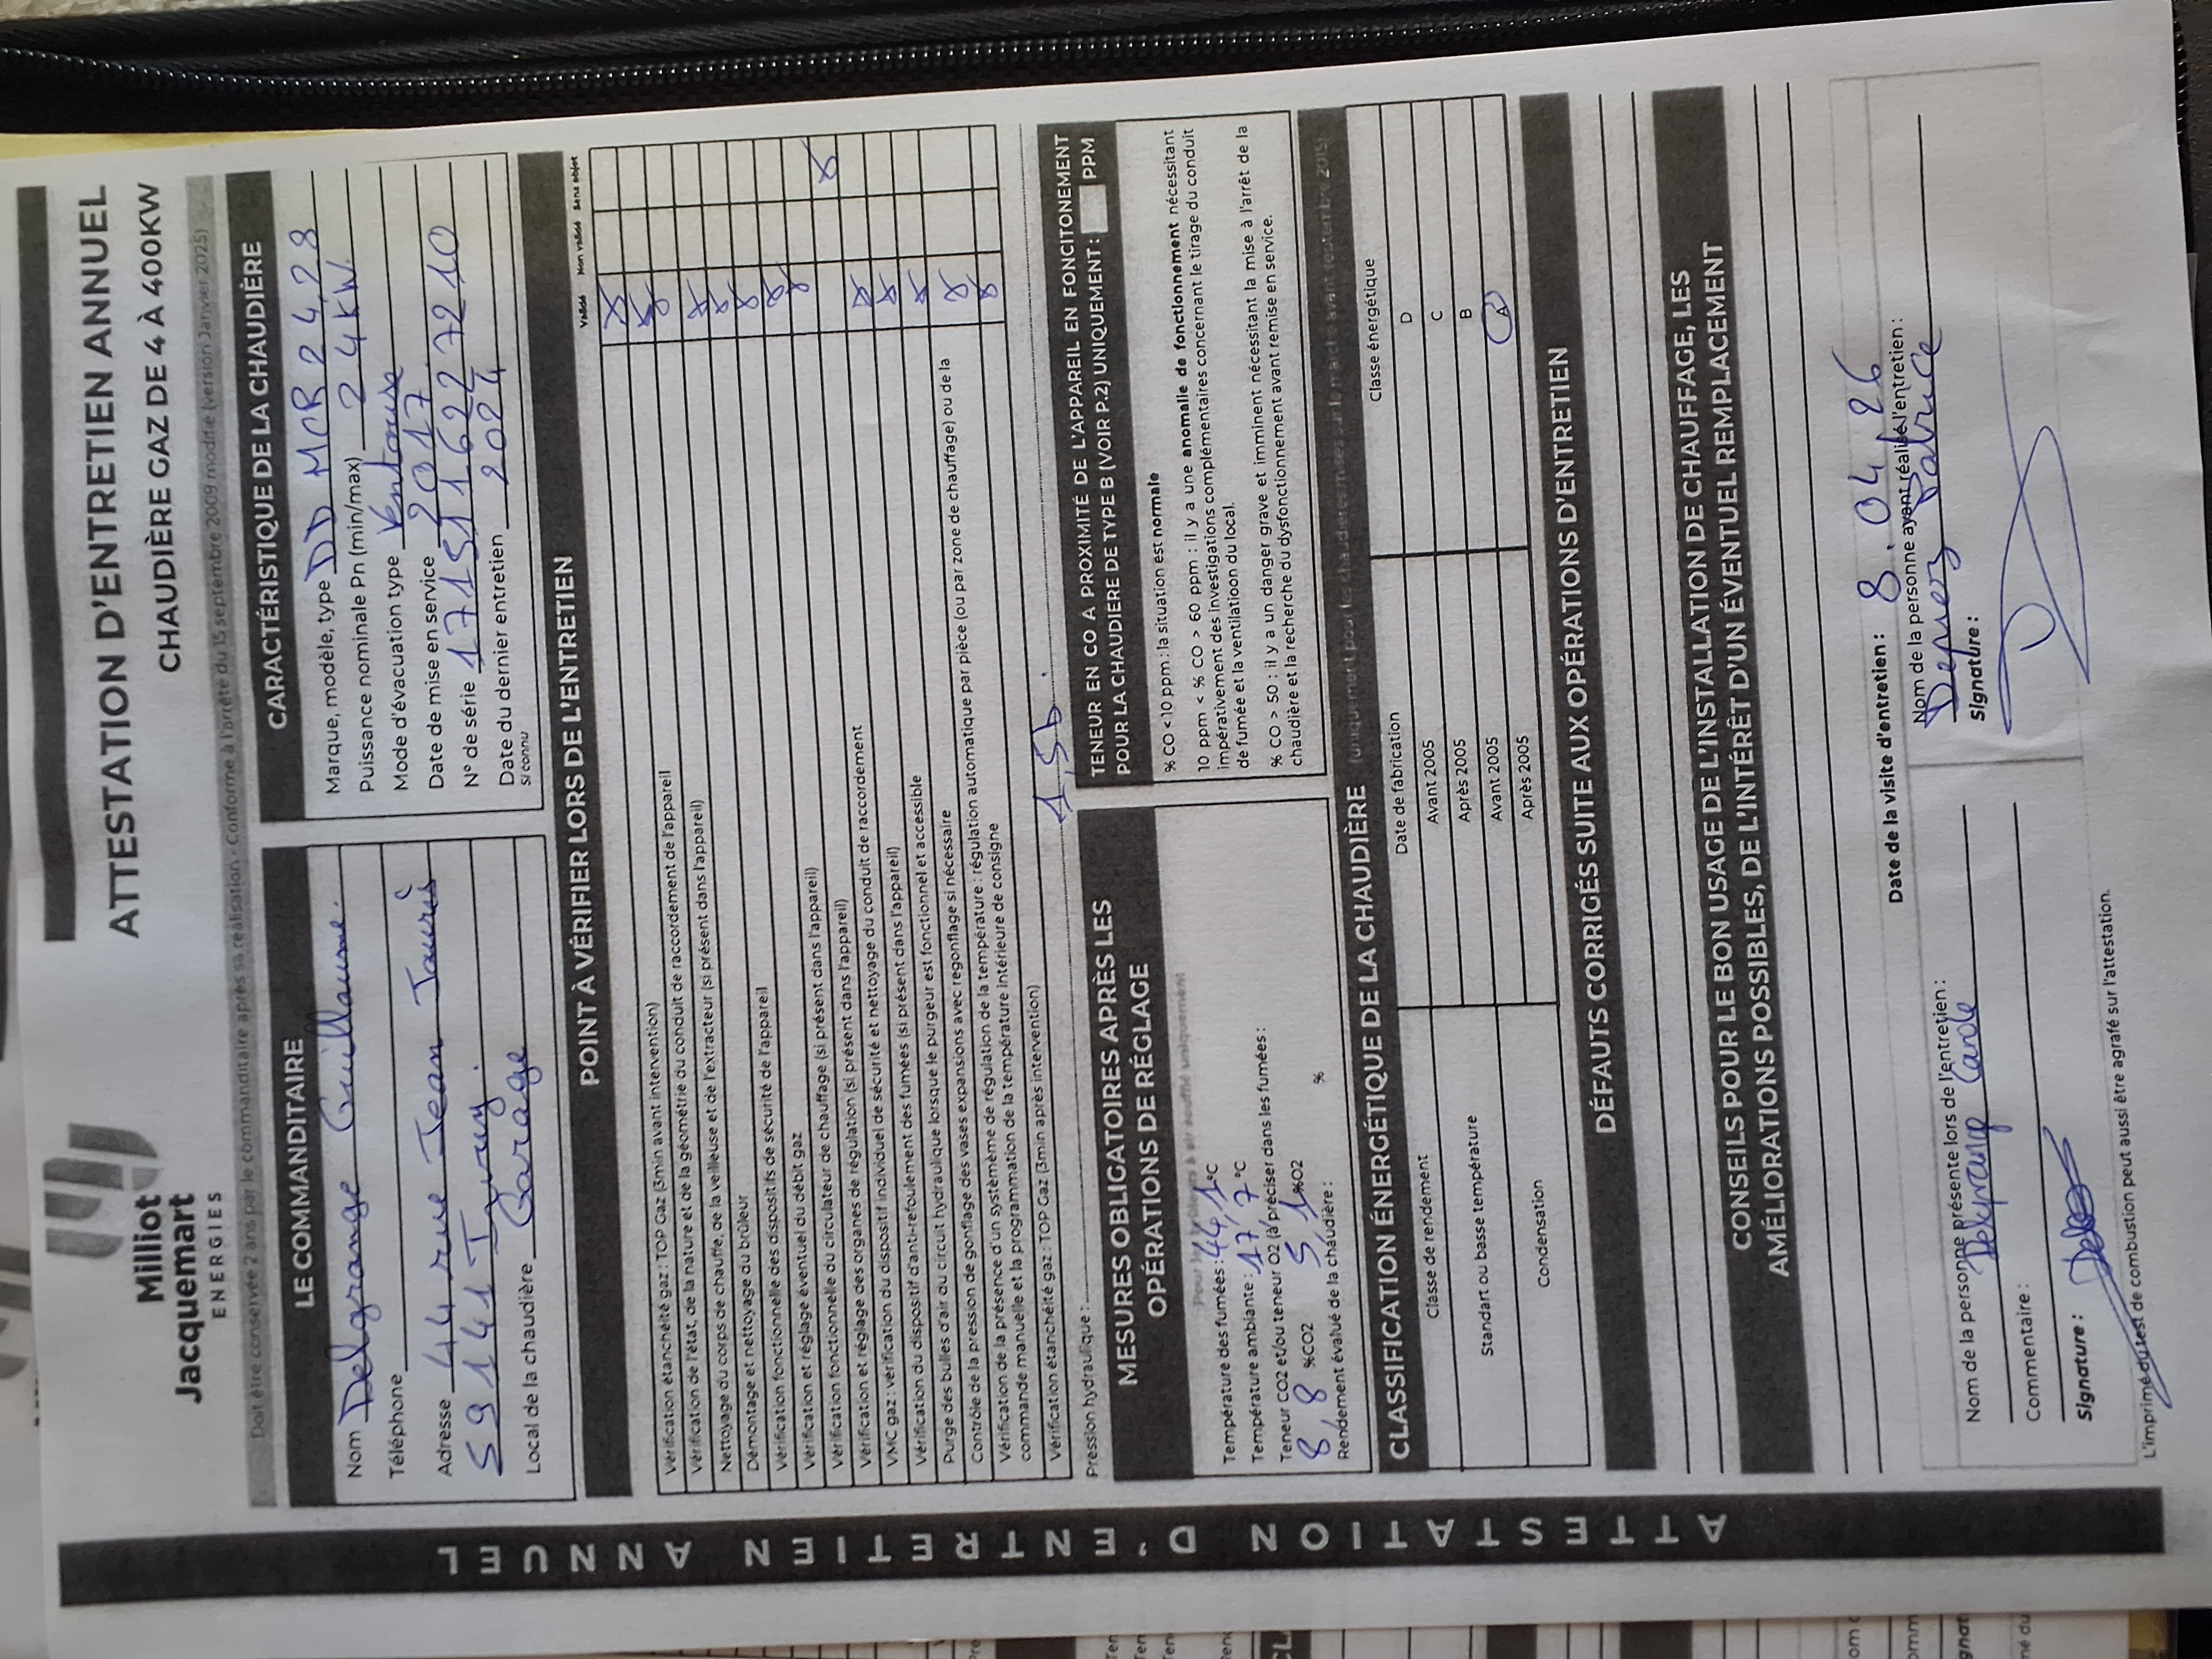 Milliot
Jacquemart
ENERGIES
ATTESTATION D'ENTRETIEN ANNUEL
CHAUDIÈRE GAZ DE 4 À 400KW
Doit être conservée 2 ans par le commanditaire après sa réalisation - Conforme à l'arrêté du 15 septembre 2009 modifié (version Janvier 2025)
LE COMMANDITAIRE
Nom Delgrange Guillaume.
Téléphone
Adresse 44 rue Jean Jaurès
59141 Iwuy.
Local de la chaudière Garage
CARACTÉRISTIQUE DE LA CHAUDIÈRE
Marque, modèle, type DD MCR 24,28
Puissance nominale Pn (min/max) 24 kW.
Mode d'évacuation type Ventouse
Date de mise en service 2017
N° de série 1715116227210
Date du dernier entretien 2024
si connu
POINT À VÉRIFIER LORS DE L'ENTRETIEN
Validé Non validé Sans objet
Vérification étanchéité gaz : TOP Gaz (3min avant intervention)
Vérification de l'état, de la nature et de la géométrie du conduit de raccordement de l'appareil
Nettoyage du corps de chauffe, de la veilleuse et de l'extracteur (si présent dans l'appareil)
Démontage et nettoyage du brûleur
Vérification fonctionnelle des dispositifs de sécurité de l'appareil
Vérification et réglage éventuel du débit gaz
Vérification fonctionnelle du circulateur de chauffage (si présent dans l'appareil)
Vérification et réglage des organes de régulation (si présent dans l'appareil)
VMC gaz : vérification du dispositif individuel de sécurité et nettoyage du conduit de raccordement
Vérification du dispositif d'anti-refoulement des fumées (si présent dans l'appareil)
Purge des bulles d'air du circuit hydraulique lorsque le purgeur est fonctionnel et accessible
Contrôle de la pression de gonflage des vases expansions avec regonflage si nécessaire
Vérification de la présence d'un systèmème de régulation de la température : régulation automatique par pièce (ou par zone de chauffage) ou de la
commande manuelle et la programmation de la température intérieure de consigne
Vérification étanchéité gaz : TOP Gaz (3min après intervention)
Pression hydraulique : 1,5b.
MESURES OBLIGATOIRES APRÈS LES
OPÉRATIONS DE RÉGLAGE
Température des fumées : 44,1 °C
Température ambiante : 17,7 °C
Teneur CO2 et/ou teneur O2 (à préciser dans les fumées :
8,8 %CO2 5,1 %O2
Rendement évalué de la chaudière : %
TENEUR EN CO A PROXIMITÉ DE L'APPAREIL EN FONCITONEMENT
POUR LA CHAUDIERE DE TYPE B (VOIR P.2) UNIQUEMENT : PPM
% CO <10 ppm : la situation est normale
10 ppm < % CO > 60 ppm : il y a une anomalie de fonctionnement nécessitant
impérativement des investigations complémentaires concernant le tirage du conduit
de fumée et la ventilation du local.
% CO > 50 : il y a un danger grave et imminent nécessitant la mise à l'arrêt de la
chaudière et la recherche du dysfonctionnement avant remise en service.
CLASSIFICATION ÉNERGÉTIQUE DE LA CHAUDIÈRE (uniquement pour les chaudières mises sur le marché avant septembre 2015)
Classe de rendement Date de fabrication Classe énergétique
Standart ou basse température Avant 2005 D
Après 2005 C
Condensation Avant 2005 B
Après 2005 A
DÉFAUTS CORRIGÉS SUITE AUX OPÉRATIONS D'ENTRETIEN
CONSEILS POUR LE BON USAGE DE L'INSTALLATION DE CHAUFFAGE, LES
AMÉLIORATIONS POSSIBLES, DE L'INTÉRÊT D'UN ÉVENTUEL REMPLACEMENT
Date de la visite d'entretien : 8.04.26
Nom de la personne présente lors de l'entretien :
Carole
Commentaire :
Signature :
Nom de la personne ayant réalisé l'entretien :
Patrice
Signature :
L'imprimé du test de combustion peut aussi être agrafé sur l'attestation.
ATTESTATION D'ENTRETIEN ANNUEL